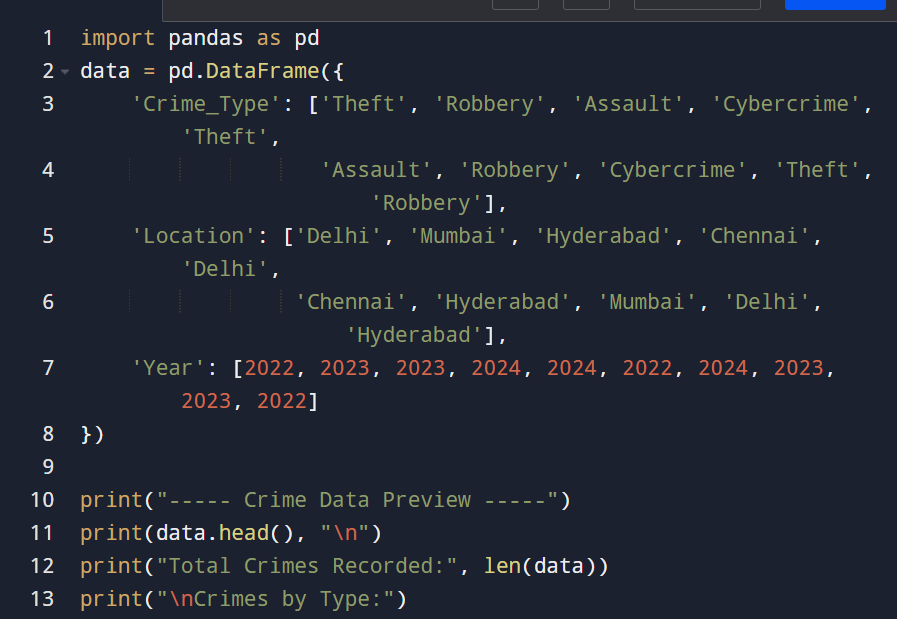 1 import pandas as pd
2 data = pd.DataFrame({
3 'Crime_Type': ['Theft', 'Robbery', 'Assault', 'Cybercrime',
'Theft',
4 'Assault', 'Robbery', 'Cybercrime', 'Theft',
'Robbery'],
5 'Location': ['Delhi', 'Mumbai', 'Hyderabad', 'Chennai',
'Delhi',
6 'Chennai', 'Hyderabad', 'Mumbai', 'Delhi',
'Hyderabad'],
7 'Year': [2022, 2023, 2023, 2024, 2024, 2022, 2024, 2023,
2023, 2022]
8 })
9
10 print("----- Crime Data Preview -----")
11 print(data.head(), "\n")
12 print("Total Crimes Recorded:", len(data))
13 print("\nCrimes by Type:")